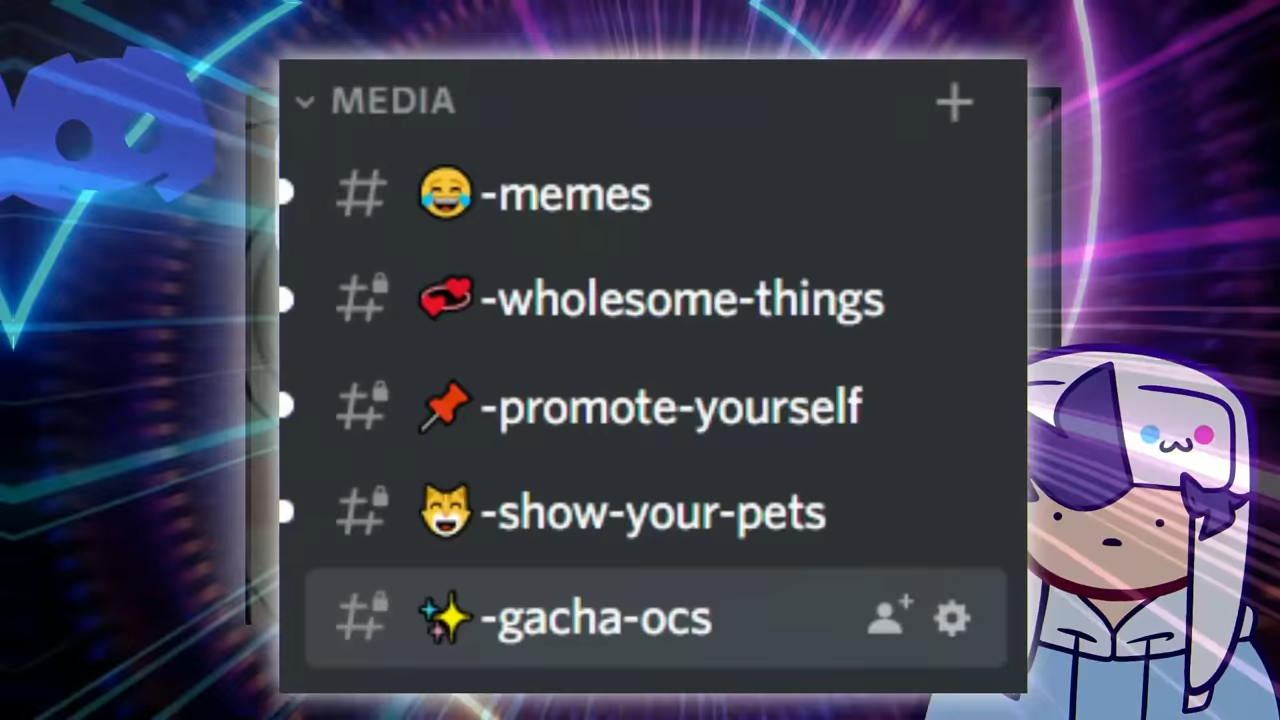 MEDIA
😂-memes
💞-wholesome-things
📌-promote-yourself
😸-show-your-pets
✨-gacha-ocs